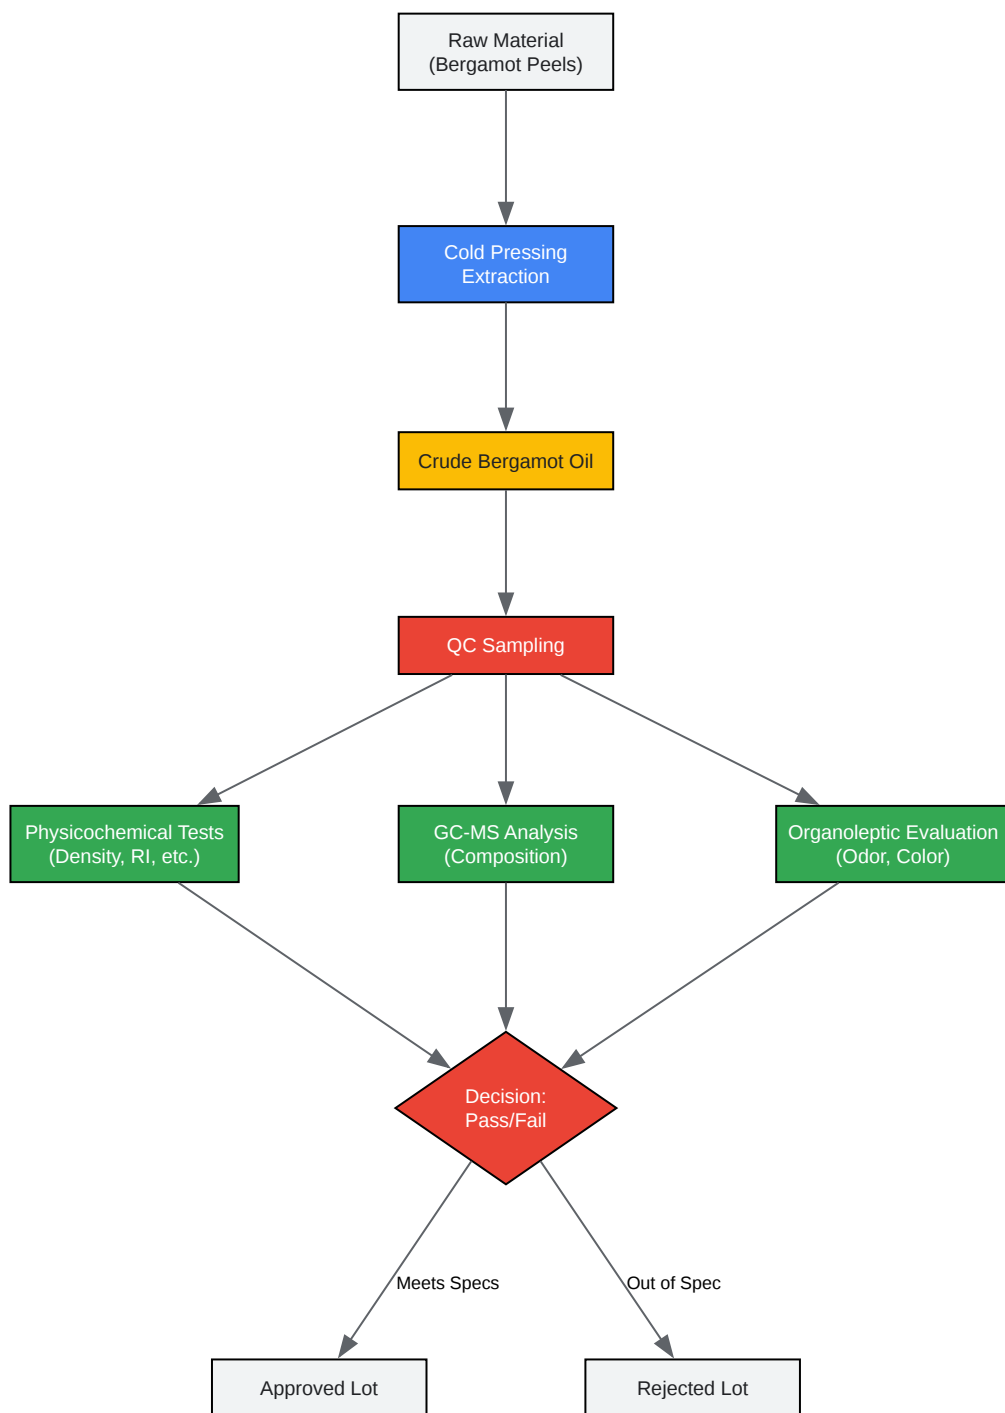 Raw Material
(Bergamot Peels)
Cold Pressing
Extraction
Crude Bergamot Oil
QC Sampling
Physicochemical Tests
(Density, RI, etc.)
GC-MS Analysis
(Composition)
Organoleptic Evaluation
(Odor, Color)
Decision:
Pass/Fail
Meets Specs
Out of Spec
Approved Lot
Rejected Lot